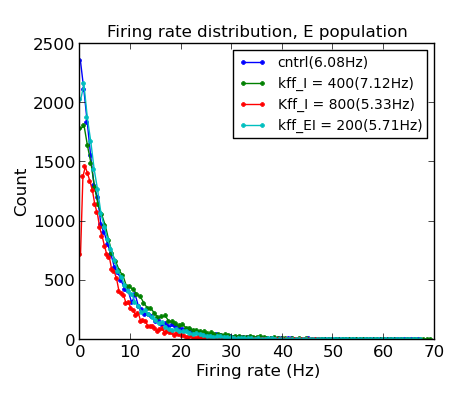 Firing rate distribution, E population
2500
2000
1500
1000
500
0
Count
cntrl(6.08Hz)
kff_I = 400(7.12Hz)
Kff_I = 800(5.33Hz)
kff_EI = 200(5.71Hz)
0 10 20 30 40 50 60 70
Firing rate (Hz)